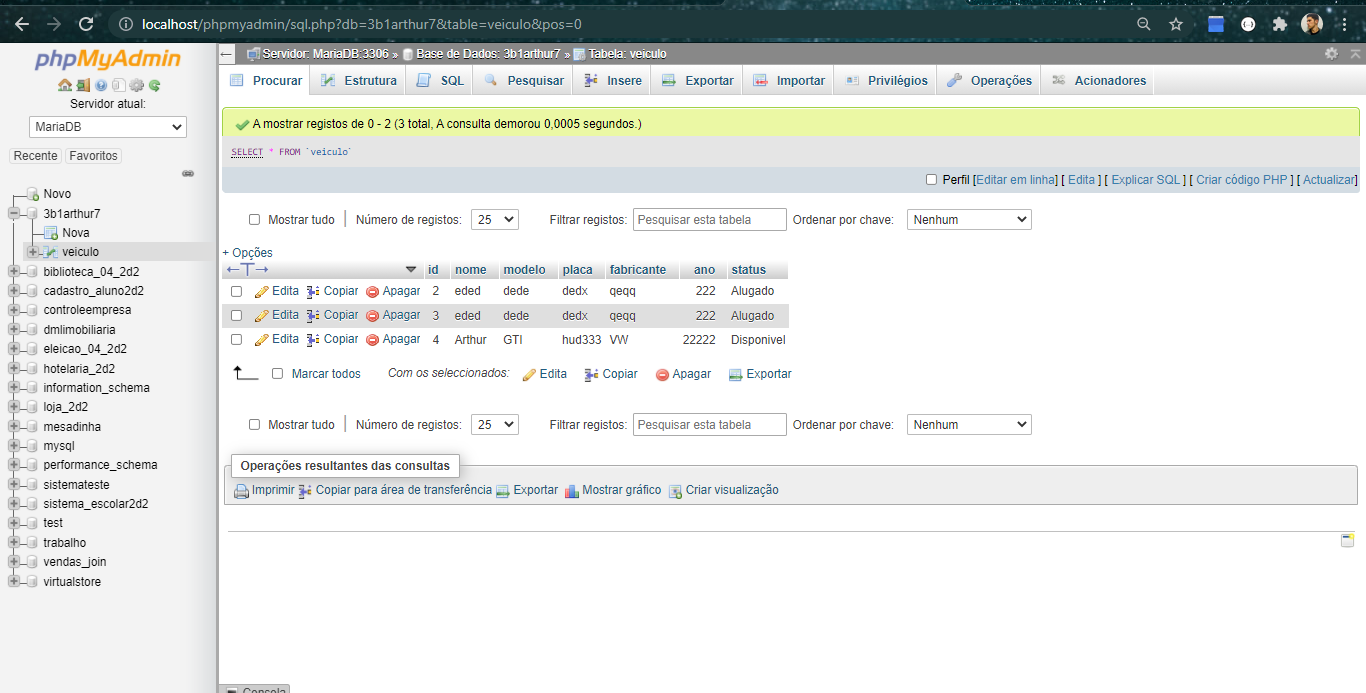 localhost/phpmyadmin/sql.php?db=3b1arthur7&table=veiculo&pos=0
phpMyAdmin
Servidor atual:
MariaDB
Recente Favoritos
Novo
3b1arthur7
Nova
veiculo
biblioteca_04_2d2
cadastro_aluno2d2
controleempresa
dmlimobiliaria
eleicao_04_2d2
hotelaria_2d2
information_schema
loja_2d2
mesadinha
mysql
performance_schema
sistemateste
sistema_escolar2d2
test
trabalho
vendas_join
virtualstore
Servidor: MariaDB:3306 » Base de Dados: 3b1arthur7 » Tabela: veiculo
Procurar Estrutura SQL Pesquisar Insere Exportar Importar Privilégios Operações Acionadores
A mostrar registos de 0 - 2 (3 total, A consulta demorou 0,0005 segundos.)
SELECT * FROM `veiculo`
Perfil [Editar em linha] [ Edita ] [ Explicar SQL ] [ Criar código PHP ] [ Actualizar]
Mostrar tudo | Número de registos: 25 Filtrar registos: Pesquisar esta tabela Ordenar por chave: Nenhum
+ Opções
←T→ id nome modelo placa fabricante ano status
Edita Copiar Apagar 2 eded dede dedx qeqq 222 Alugado
Edita Copiar Apagar 3 eded dede dedx qeqq 222 Alugado
Edita Copiar Apagar 4 Arthur GTI hud333 VW 22222 Disponivel
Marcar todos Com os seleccionados: Edita Copiar Apagar Exportar
Mostrar tudo | Número de registos: 25 Filtrar registos: Pesquisar esta tabela Ordenar por chave: Nenhum
Operações resultantes das consultas
Imprimir Copiar para área de transferência Exportar Mostrar gráfico Criar visualização
Consola